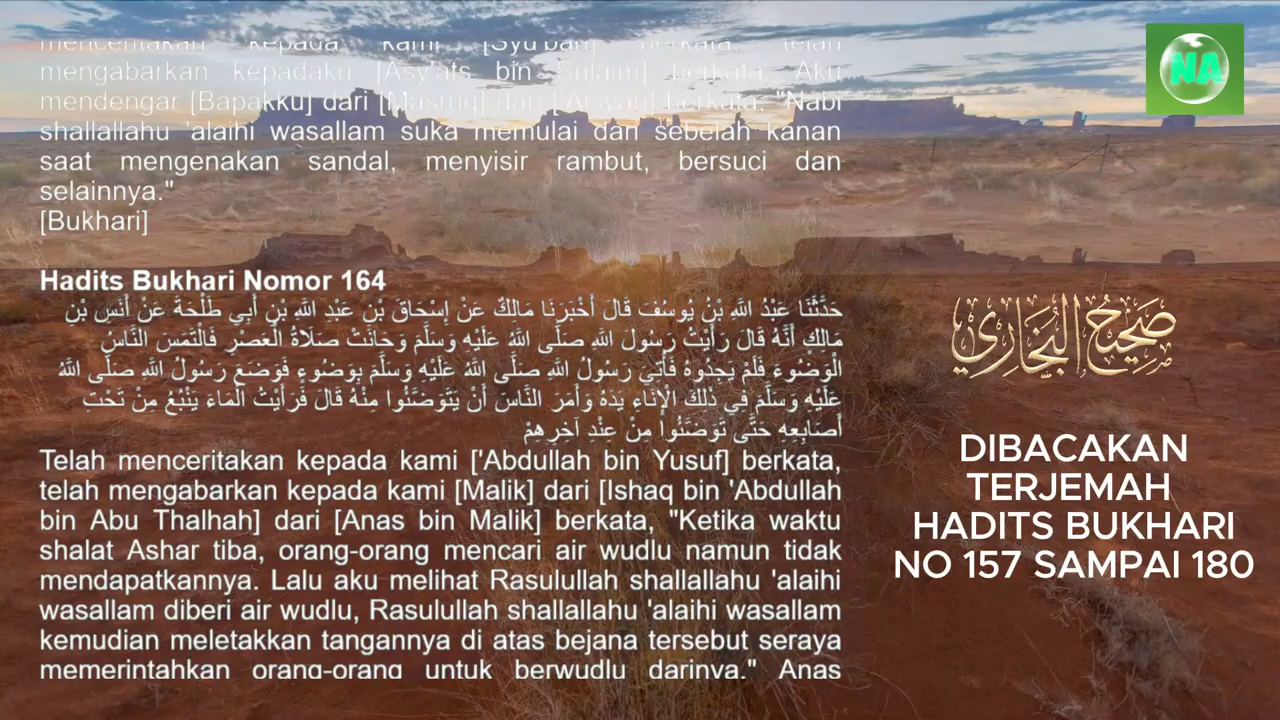 menceritakan kepada kami [Syu'bah] berkata, telah
mengabarkan kepadaku [Asy'ats bin Sulaim] berkata, Aku
mendengar [Bapakku] dari [Masruq] dari ['Aisyah] berkata, "Nabi
shallallahu 'alaihi wasallam suka memulai dari sebelah kanan
saat mengenakan sandal, menyisir rambut, bersuci dan
selainnya."
[Bukhari]
Hadits Bukhari Nomor 164
حَدَّثَنَا عَبْدُ اللَّهِ بْنُ يُوسُفَ قَالَ أَخْبَرَنَا مَالِكٌ عَنْ إِسْحَاقَ بْنِ عَبْدِ اللَّهِ بْنِ أَبِي طَلْحَةَ عَنْ أَنَسِ بْنِ
مَالِكٍ أَنَّهُ قَالَ رَأَيْتُ رَسُولَ اللَّهِ صَلَّى اللَّهُ عَلَيْهِ وَسَلَّمَ وَحَانَتْ صَلَاةُ الْعَصْرِ فَالْتَمَسَ النَّاسُ
الْوَضُوءَ فَلَمْ يَجِدُوهُ فَأُتِيَ رَسُولُ اللَّهِ صَلَّى اللَّهُ عَلَيْهِ وَسَلَّمَ بِوَضُوءٍ فَوَضَعَ رَسُولُ اللَّهِ صَلَّى اللَّهُ
عَلَيْهِ وَسَلَّمَ فِي ذَلِكَ الْإِنَاءِ يَدَهُ وَأَمَرَ النَّاسَ أَنْ يَتَوَضَّئُوا مِنْهُ قَالَ فَرَأَيْتُ الْمَاءَ يَنْبُعُ مِنْ تَحْتِ
أَصَابِعِهِ حَتَّى تَوَضَّئُوا مِنْ عِنْدِ آخِرِهِمْ
Telah menceritakan kepada kami ['Abdullah bin Yusuf] berkata,
telah mengabarkan kepada kami [Malik] dari [Ishaq bin 'Abdullah
bin Abu Thalhah] dari [Anas bin Malik] berkata, "Ketika waktu
shalat Ashar tiba, orang-orang mencari air wudlu namun tidak
mendapatkannya. Lalu aku melihat Rasulullah shallallahu 'alaihi
wasallam diberi air wudlu, Rasulullah shallallahu 'alaihi wasallam
kemudian meletakkan tangannya di atas bejana tersebut seraya
memerintahkan orang-orang untuk berwudlu darinya." Anas
NA
صَحِيحُ الْبُخَارِي
DIBACAKAN
TERJEMAH
HADITS BUKHARI
NO 157 SAMPAI 180